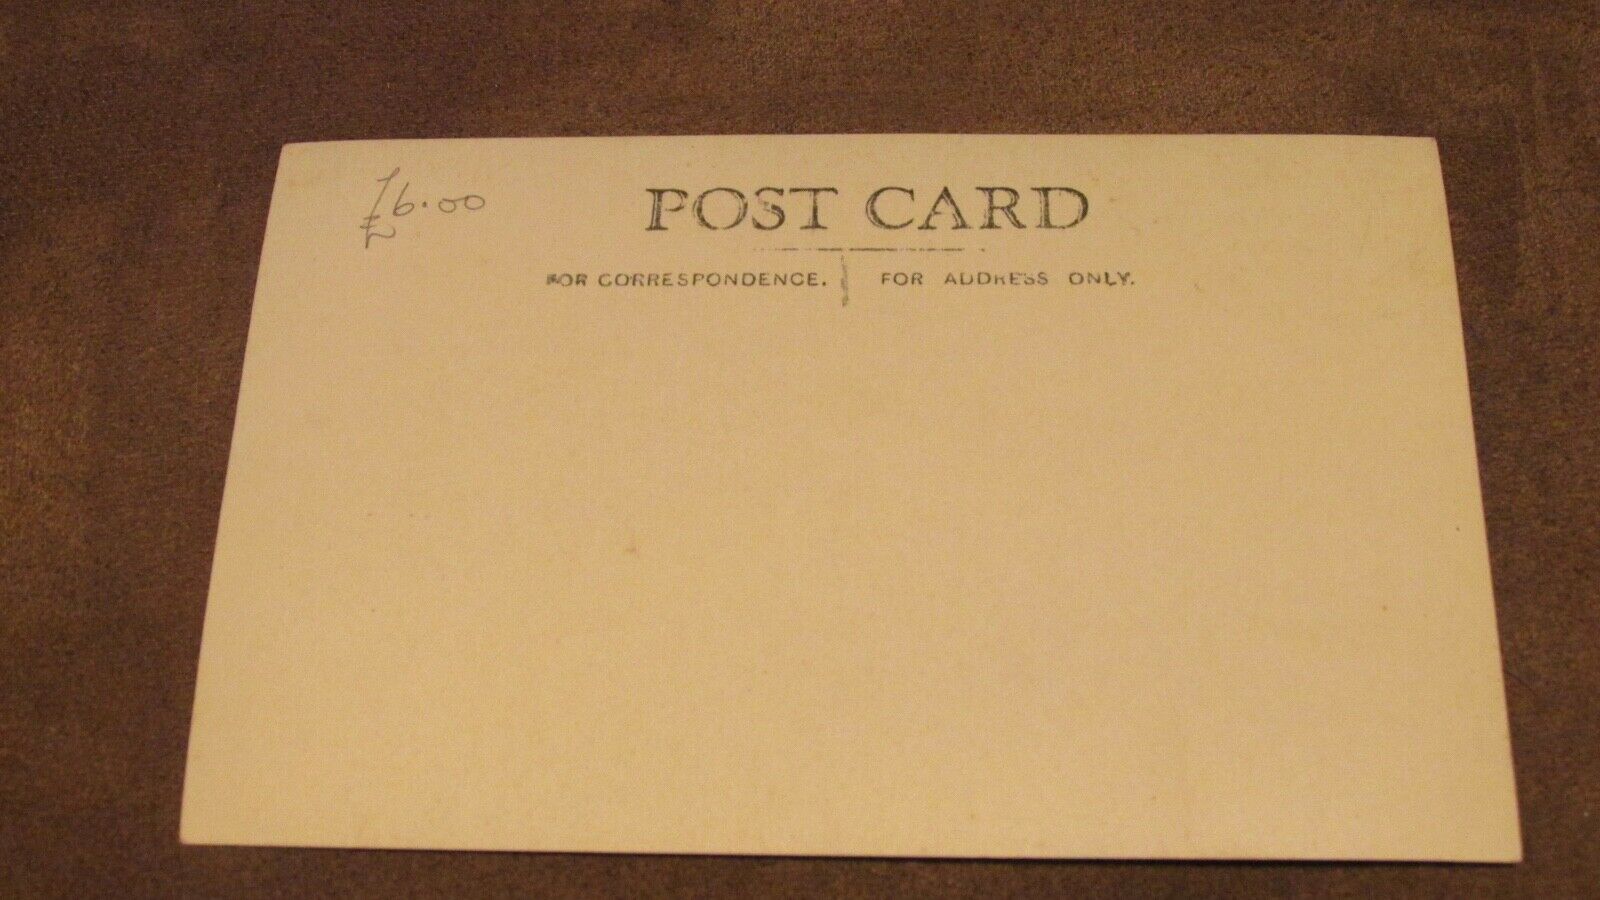 £6.00
POST CARD
FOR CORRESPONDENCE. FOR ADDRESS ONLY.